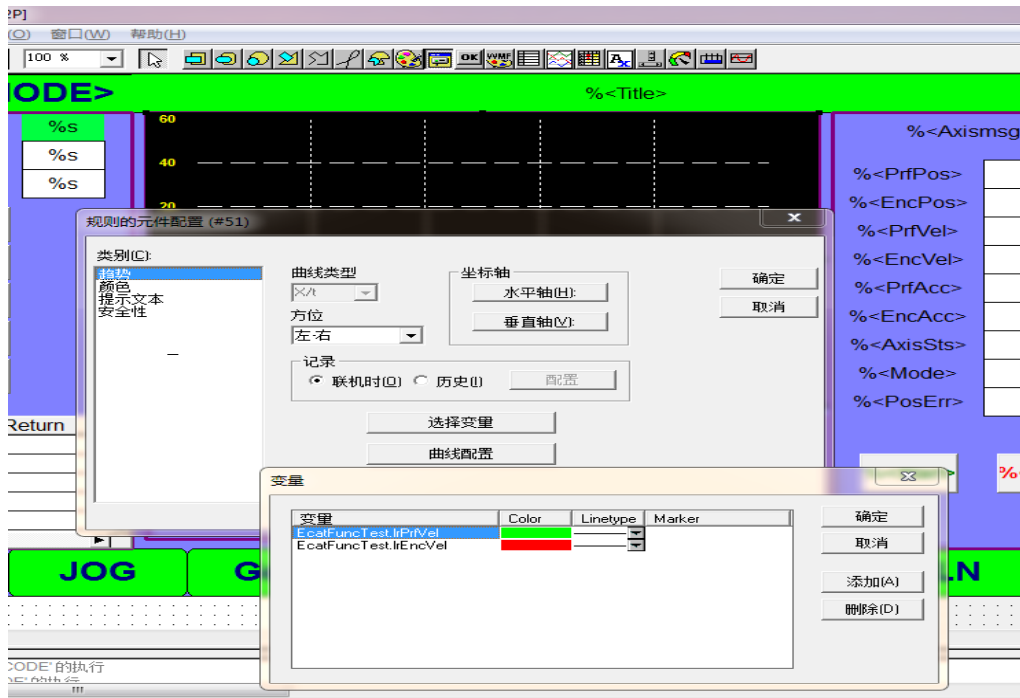 2P]
(O) 窗口(W) 帮助(H)
100 %
OK
WMF
ODE>
%<Title>
%s
%s
%s
60
40
20
%<Axismsg
%<PrfPos>
%<EncPos>
%<PrfVel>
%<EncVel>
%<PrfAcc>
%<EncAcc>
%<AxisSts>
%<Mode>
%<PosErr>
规则的元件配置 (#51)
类别(C):
趋势
颜色
提示文本
安全性
曲线类型
X/t
方位
左-右
坐标轴
水平轴(H):
垂直轴(V):
确定
取消
记录
联机时(O) 历史(I) 配置
选择变量
曲线配置
Return
变量
变量 Color Linetype Marker
EcatFuncTest.lrPrfVel
EcatFuncTest.lrEncVel
确定
取消
添加(A)
删除(D)
>
%
JOG
G
LN
CODE' 的执行